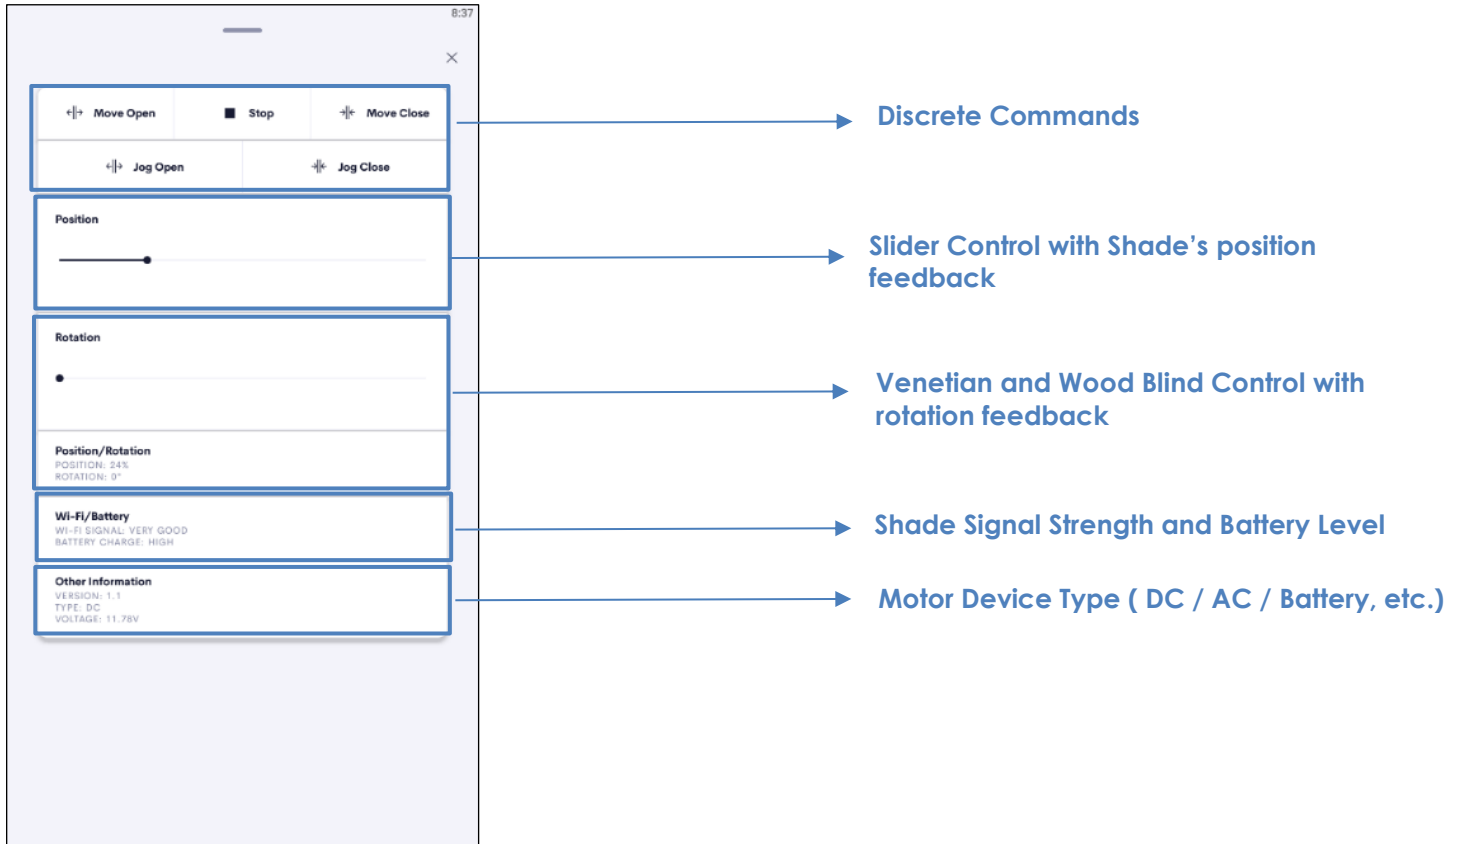 8:37
Move Open
Stop
Move Close
Jog Open
Jog Close
Discrete Commands
Position
Slider Control with Shade’s position
feedback
Rotation
Venetian and Wood Blind Control with
rotation feedback
Position/Rotation
POSITION: 24%
ROTATION: 0°
Wi-Fi/Battery
WI-FI SIGNAL: VERY GOOD
BATTERY CHARGE: HIGH
Shade Signal Strength and Battery Level
Other Information
VERSION: 1.1
TYPE: DC
VOLTAGE: 11.78V
Motor Device Type ( DC / AC / Battery, etc.)